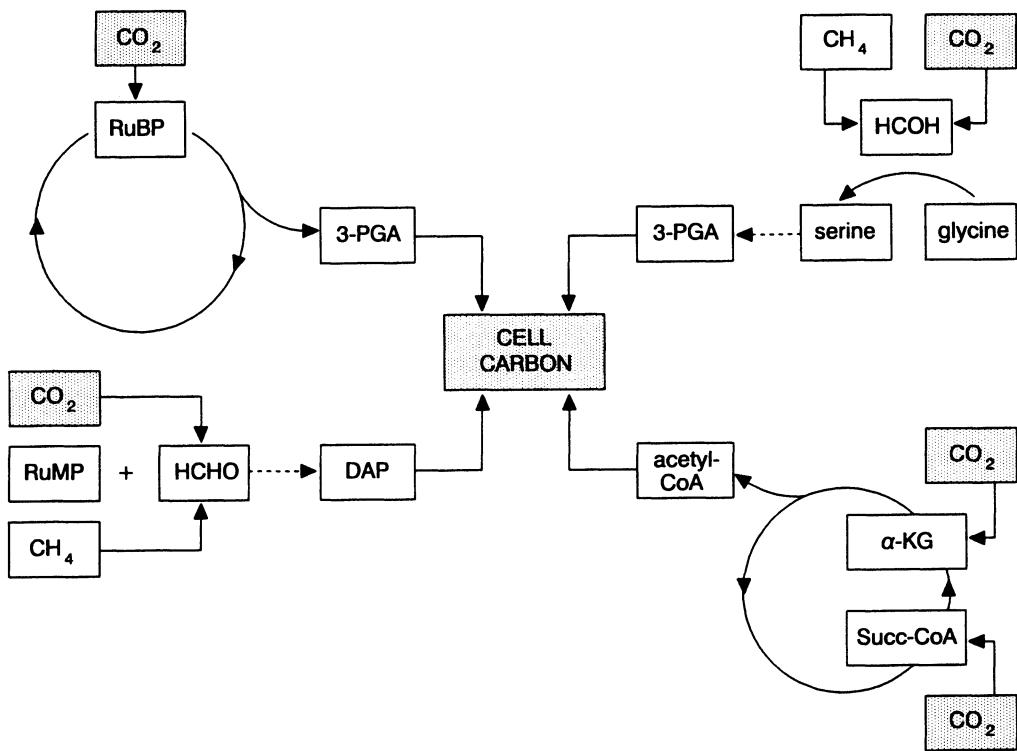 CO2
RuBP
3-PGA
CH4
CO2
HCOH
3-PGA
serine
glycine
CELL
CARBON
CO2
RuMP + HCHO
DAP
CH4
acetyl-
CoA
CO2
α-KG
Succ-CoA
CO2